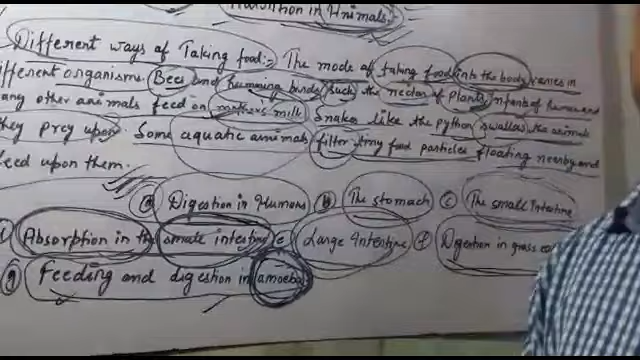 Nutrition in Animals:
Different ways of Taking food:- The mode of taking food into the body varies in
ifferent organisms. Bees and humming birds suck the nectar of plants, infants of human and
any other animals feed on mother's milk. Snakes like the python swallow the animals
they prey upon. Some aquatic animals filter tiny food particles floating nearby and
feed upon them.
(a) Digestion in Humans (b) The stomach (c) The small Intestine
Absorption in the small intestine (e) Large Intestine (f) Digestion in grass
(g) Feeding and digestion in amoeba